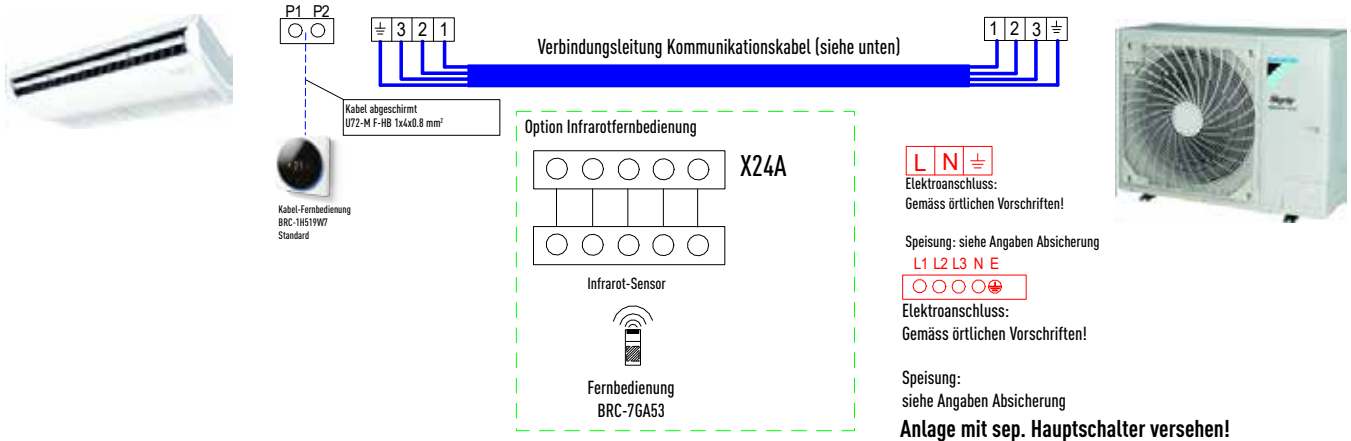 P1 P2
⏚ 3 2 1
Verbindungsleitung Kommunikationskabel (siehe unten)
1 2 3 ⏚
Kabel abgeschirmt
U72-M F-HB 1x4x0.8 mm²
Kabel-Fernbedienung
BRC-1H519W7
Standard
Option Infrarotfernbedienung
X24A
Infrarot-Sensor
Fernbedienung
BRC-7GA53
L N ⏚
Elektroanschluss:
Gemäss örtlichen Vorschriften!
Speisung: siehe Angaben Absicherung
L1 L2 L3 N E
Elektroanschluss:
Gemäss örtlichen Vorschriften!
Speisung:
siehe Angaben Absicherung
Anlage mit sep. Hauptschalter versehen!